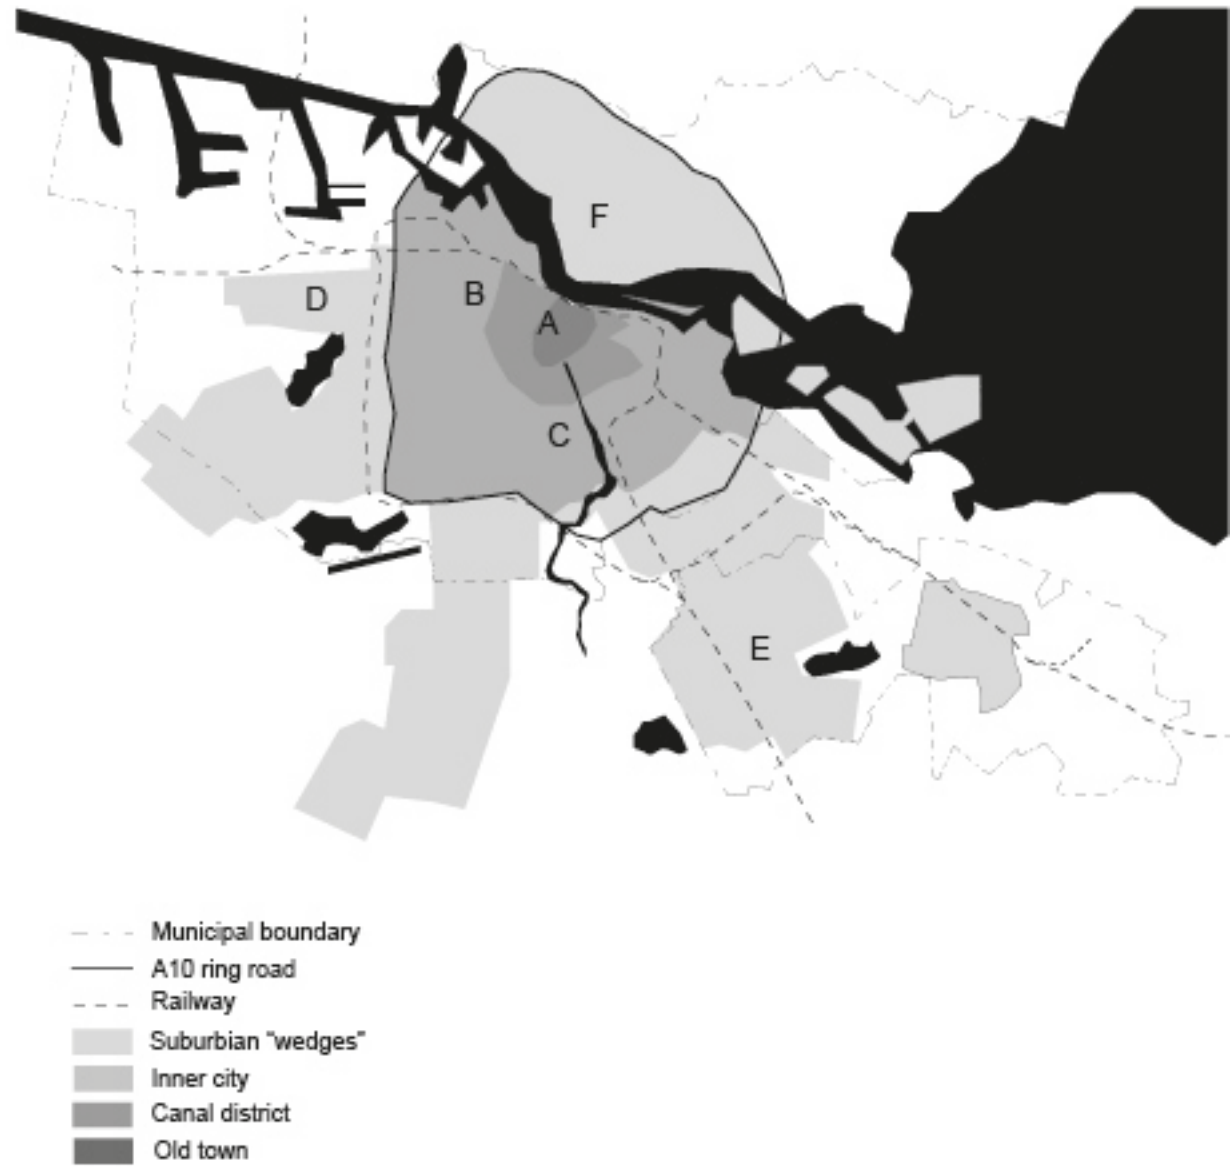 F
B
D
A
C
E
Municipal boundary
A10 ring road
Railway
Suburbian "wedges"
Inner city
Canal district
Old town